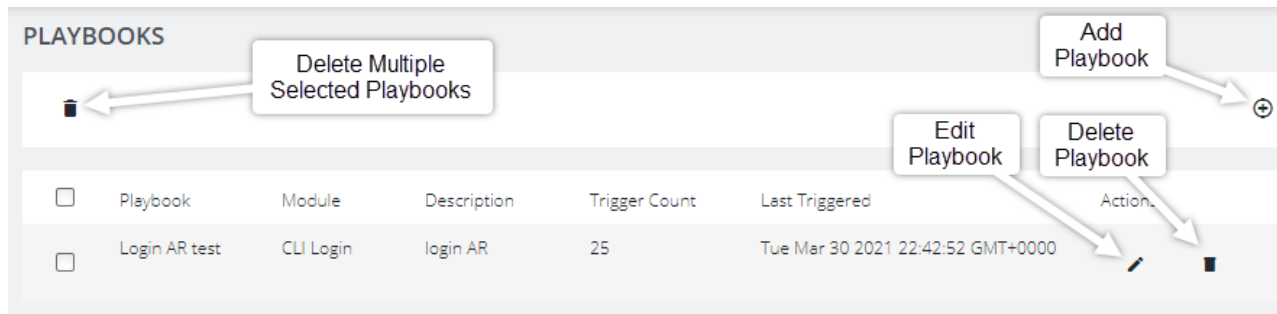 PLAYBOOKS
Delete Multiple
Selected Playbooks
Add
Playbook
Edit
Playbook
Delete
Playbook
Playbook Module Description Trigger Count Last Triggered Actions
Login AR test CLI Login login AR 25 Tue Mar 30 2021 22:42:52 GMT+0000